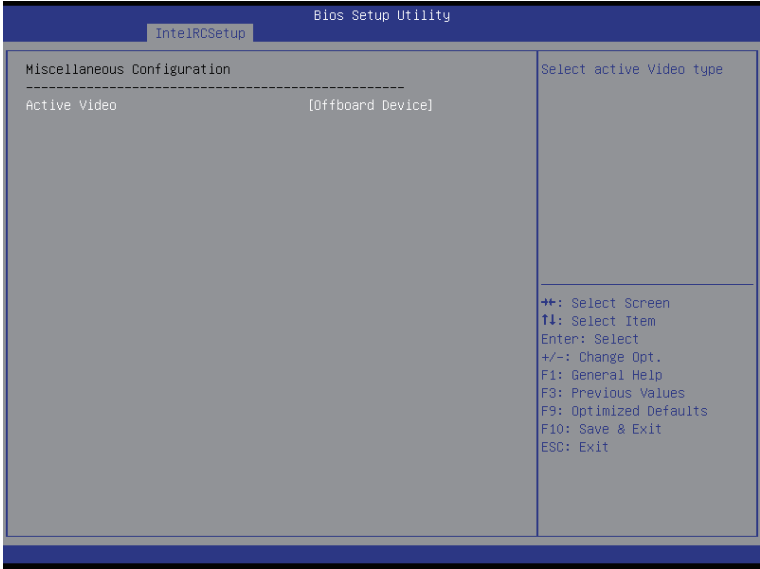 Bios Setup Utility
IntelRCSetup
Miscellaneous Configuration
--------------------------------------------------
Active Video [Offboard Device]
Select active Video type
→←: Select Screen
↑↓: Select Item
Enter: Select
+/-: Change Opt.
F1: General Help
F3: Previous Values
F9: Optimized Defaults
F10: Save & Exit
ESC: Exit